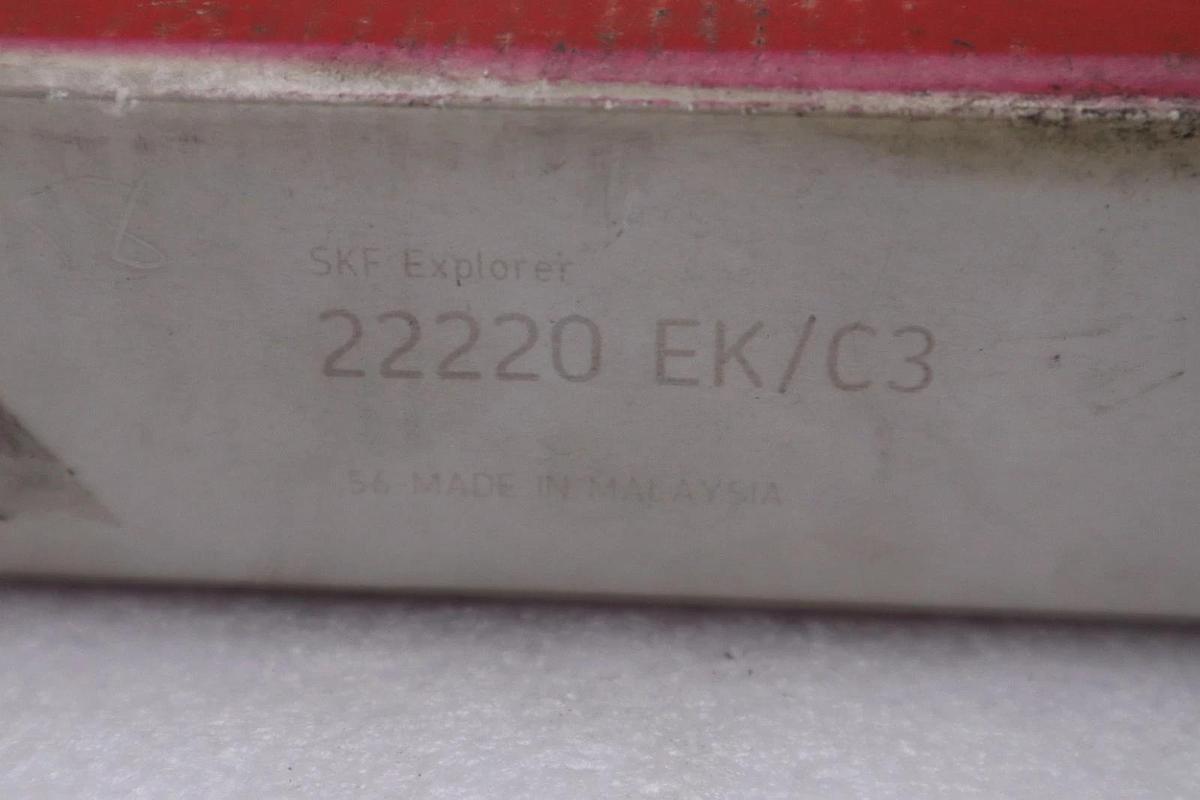 SKF Explorer
22220 EK/C3
56 MADE IN MALAYSIA